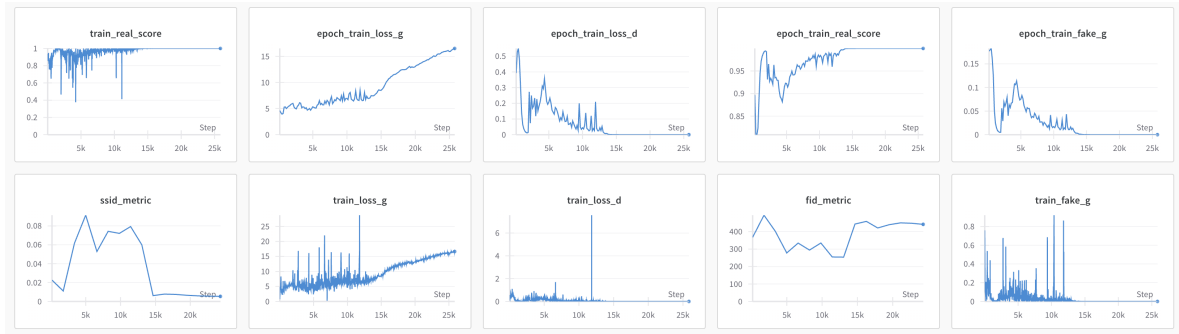 train_real_score
1
0.8
0.6
0.4
0.2
0
Step
5k 10k 15k 20k 25k
epoch_train_loss_g
15
10
5
0
Step
5k 10k 15k 20k 25k
epoch_train_loss_d
0.5
0.4
0.3
0.2
0.1
0
Step
5k 10k 15k 20k 25k
epoch_train_real_score
0.95
0.9
0.85
Step
5k 10k 15k 20k 25k
epoch_train_fake_g
0.15
0.1
0.05
0
Step
5k 10k 15k 20k 25k
ssid_metric
0.08
0.06
0.04
0.02
0
Step
5k 10k 15k 20k
train_loss_g
25
20
15
10
5
0
Step
5k 10k 15k 20k 25k
train_loss_d
6
4
2
0
Step
5k 10k 15k 20k 25k
fid_metric
400
300
200
100
0
Step
5k 10k 15k 20k
train_fake_g
0.8
0.6
0.4
0.2
0
Step
5k 10k 15k 20k 25k